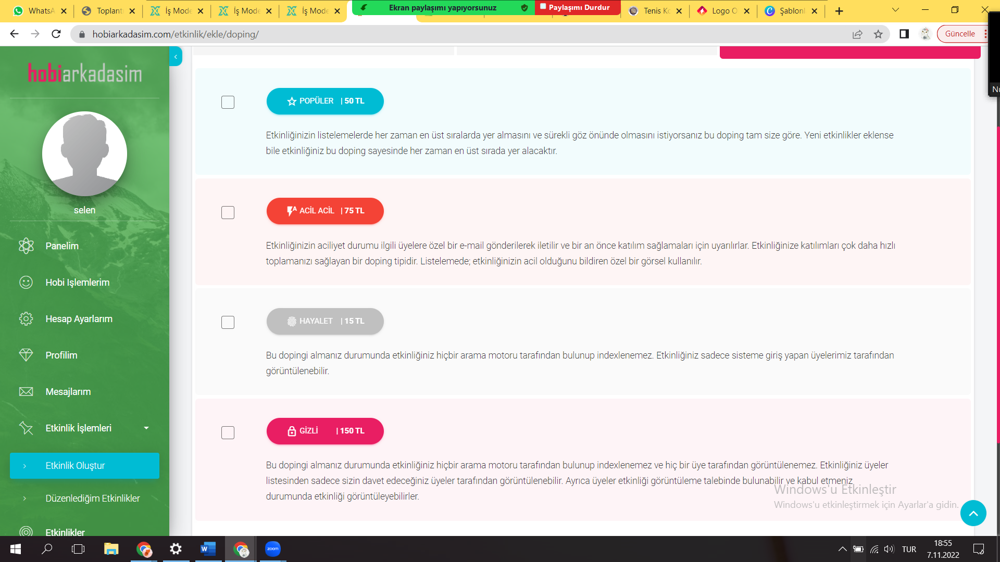 WhatsA
Toplantı
İş Mode
İş Mode
İş Mode
Ekran paylaşımı yapıyorsunuz
Paylaşımı Durdur
Tenis Ko
Logo O
Şablonl
hobiarkadasim.com/etkinlik/ekle/doping/
Güncelle
hobiarkadasim
selen
Panelim
Hobi Işlemlerim
Hesap Ayarlarım
Profilim
Mesajlarım
Etkinlik İşlemleri
Etkinlik Oluştur
Düzenlediğim Etkinlikler
Etkinlikler
POPÜLER | 50 TL
Etkinliğinizin listelemelerde her zaman en üst sıralarda yer almasını ve sürekli göz önünde olmasını istiyorsanız bu doping tam size göre. Yeni etkinlikler eklense
bile etkinliğiniz bu doping sayesinde her zaman en üst sırada yer alacaktır.
ACİL ACİL | 75 TL
Etkinliğinizin aciliyet durumu ilgili üyelere özel bir e-mail gönderilerek iletilir ve bir an önce katılım sağlamaları için uyarılırlar. Etkinliğinize katılımları çok daha hızlı
toplamanızı sağlayan bir doping tipidir. Listelemede; etkinliğinizin acil olduğunu bildiren özel bir görsel kullanılır.
HAYALET | 15 TL
Bu dopingi almanız durumunda etkinliğiniz hiçbir arama motoru tarafından bulunup indexlenemez. Etkinliğiniz sadece sisteme giriş yapan üyelerimiz tarafından
görüntülenebilir.
GİZLİ | 150 TL
Bu dopingi almanız durumunda etkinliğiniz hiçbir arama motoru tarafından bulunup indexlenemez ve hiç bir üye tarafından görüntülenemez. Etkinliğiniz üyeler
listesinden sadece sizin davet edeceğiniz üyeler tarafından görüntülenebilir. Ayrıca üyeler etkinliği görüntüleme talebinde bulunabilir ve kabul etmeniz
durumunda etkinliği görüntüleyebilirler.
Windows'u Etkinleştir
Windows'u etkinleştirmek için Ayarlar'a gidin.
Nu
zoom
TUR
18:55
7.11.2022